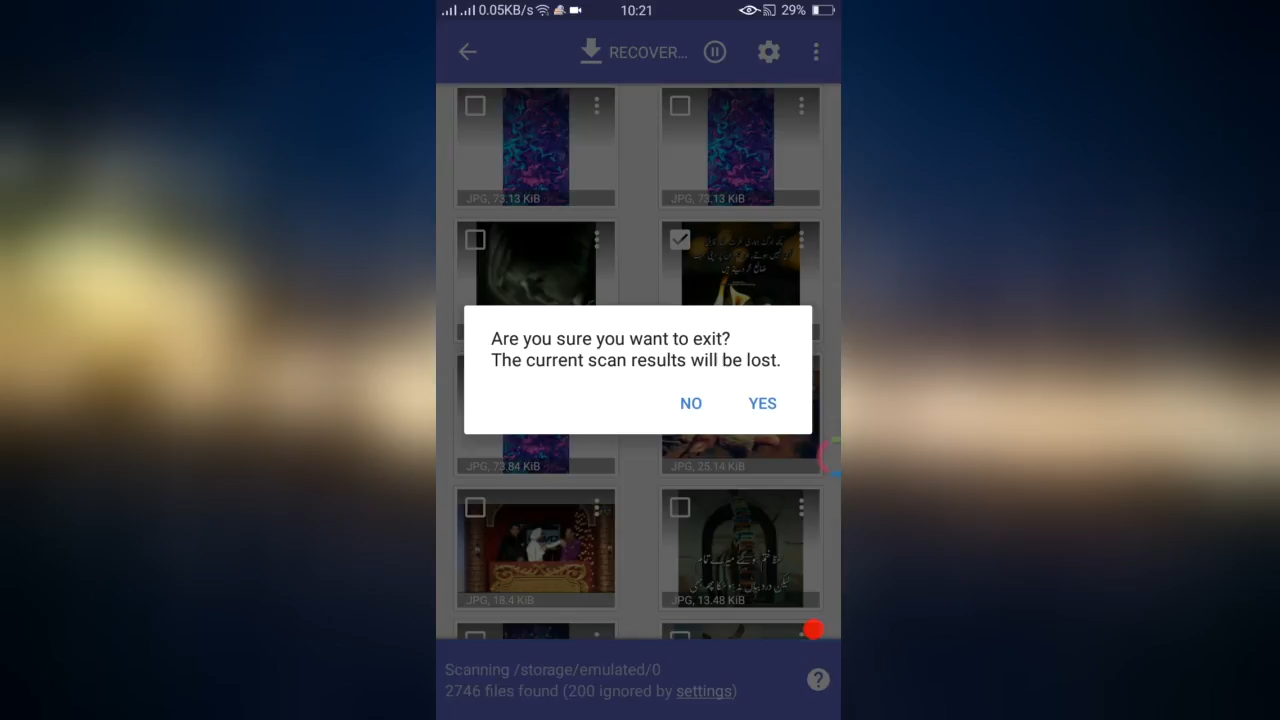 0.05KB/s 10:21 29%
RECOVER...
JPG, 73.13 KiB JPG, 73.13 KiB
Are you sure you want to exit?
The current scan results will be lost.
NO YES
JPG, 73.84 KiB JPG, 25.14 KiB
JPG, 18.4 KiB JPG, 13.48 KiB
Scanning /storage/emulated/0
2746 files found (200 ignored by settings)